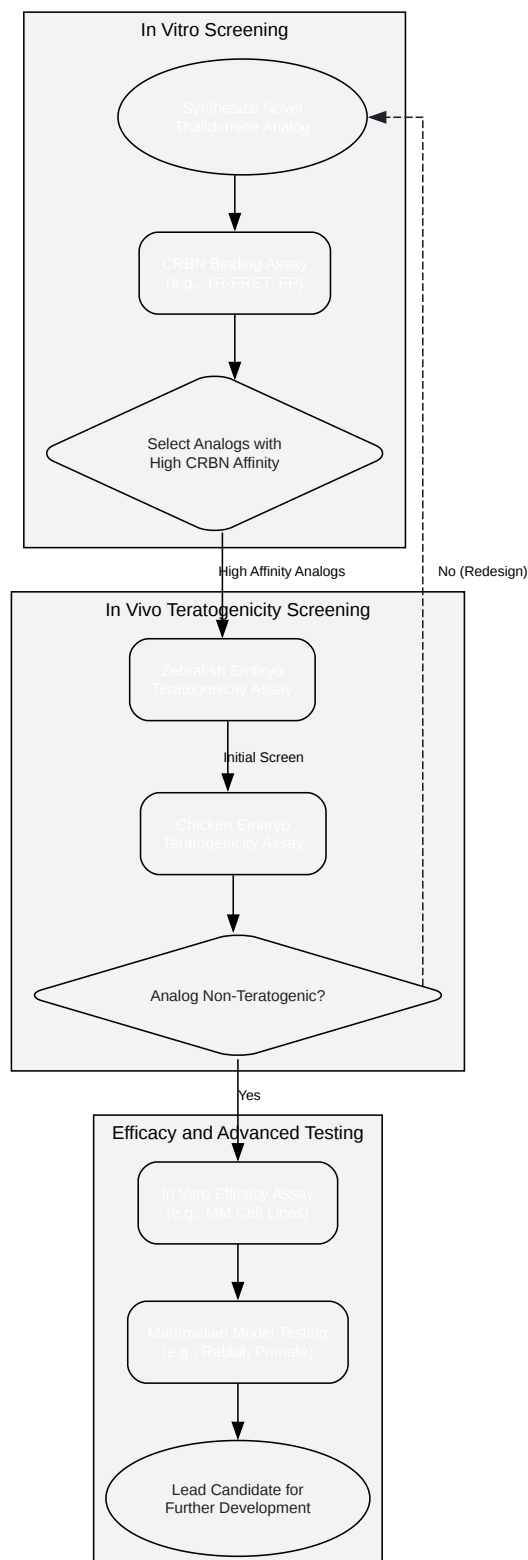 In Vitro Screening
Synthesize Novel
Thalidomide Analog
CRBN Binding Assay
(e.g., TR-FRET, FP)
Select Analogs with
High CRBN Affinity
High Affinity Analogs
No (Redesign)
In Vivo Teratogenicity Screening
Zebrafish Embryo
Teratogenicity Assay
Initial Screen
Chicken Embryo
Teratogenicity Assay
Analog Non-Teratogenic?
Yes
Efficacy and Advanced Testing
In Vitro Efficacy Assay
(e.g., MM Cell Lines)
Mammalian Model Testing
(e.g., Rabbit, Primate)
Lead Candidate for
Further Development